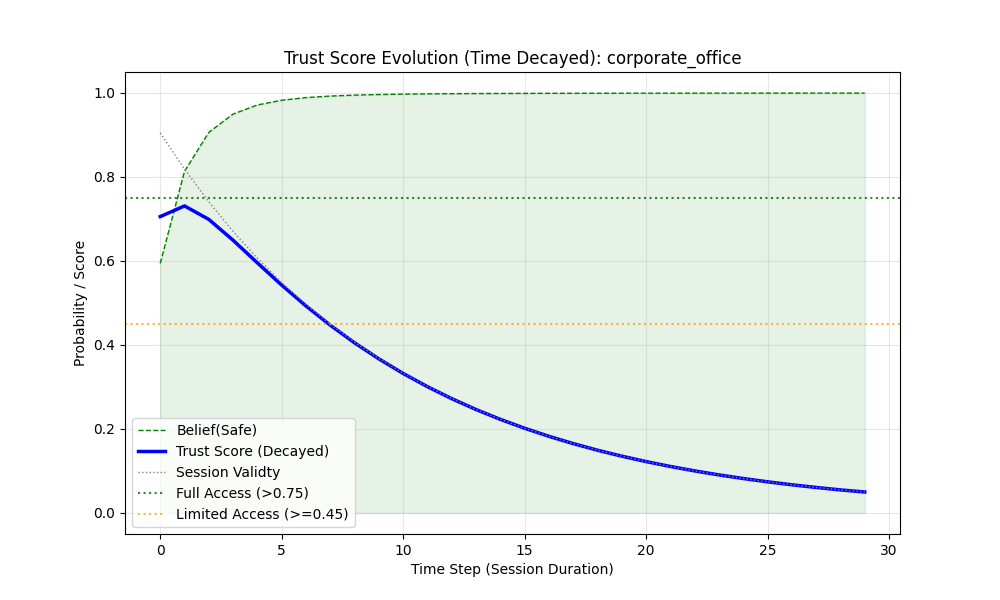 Trust Score Evolution (Time Decayed): corporate_office
Probability / Score
1.0
0.8
0.6
0.4
0.2
0.0
Belief(Safe)
Trust Score (Decayed)
Session Validty
Full Access (>0.75)
Limited Access (>=0.45)
0 5 10 15 20 25 30
Time Step (Session Duration)